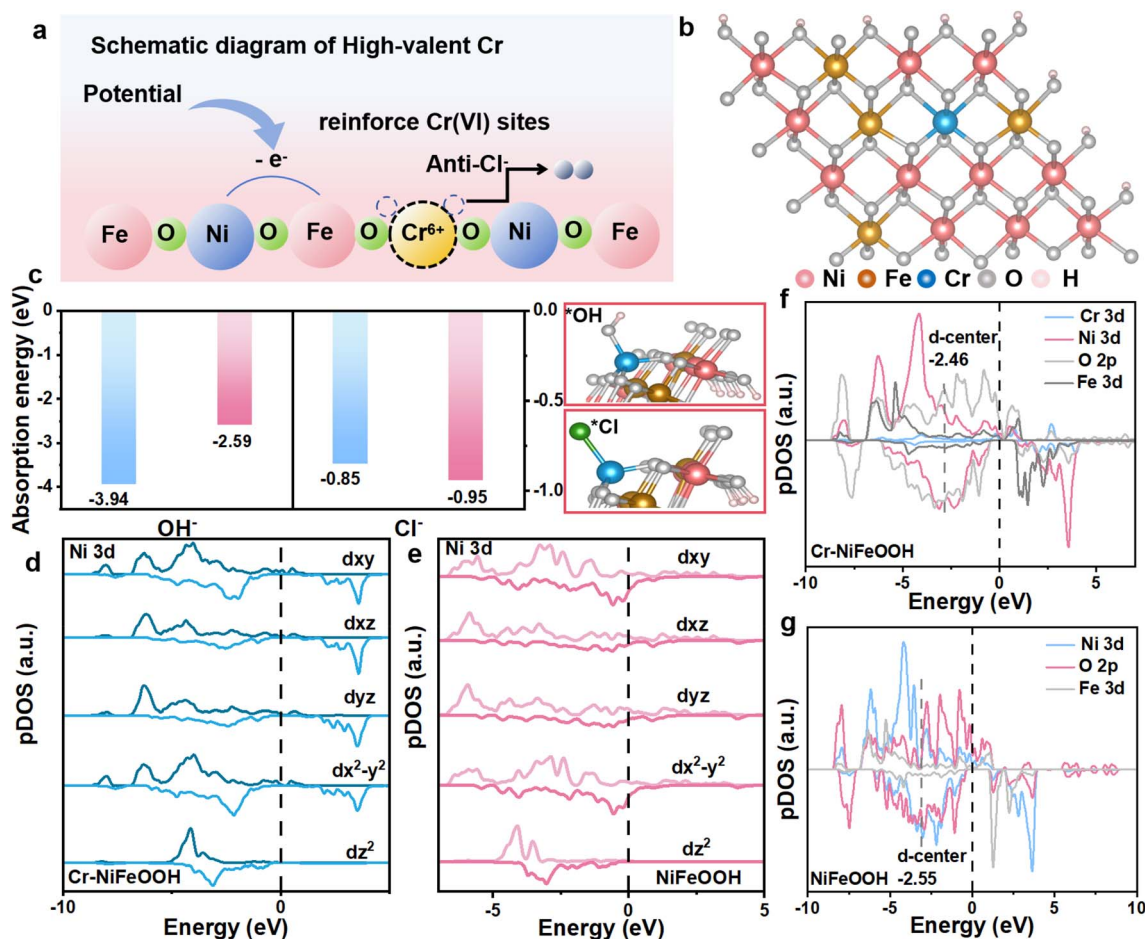 a
Schematic diagram of High-valent Cr
Potential
reinforce Cr(VI) sites
- e-
Anti-Cl-
Fe O Ni O Fe O Cr6+ O Ni O Fe
b
Ni Fe Cr O H
c
Absorption energy (eV)
0
-1
-2
-3
-4
-3.94
-2.59
-0.85
-0.95
0.0
-0.5
-1.0
OH-
Cl-
*OH
*Cl
d
Ni 3d
dxy
dxz
dyz
dx2-y2
dz2
Cr-NiFeOOH
pDOS (a.u.)
-10 -5 0 5
Energy (eV)
e
Ni 3d
dxy
dxz
dyz
dx2-y2
dz2
NiFeOOH
pDOS (a.u.)
-5 0 5
Energy (eV)
f
Cr 3d
Ni 3d
O 2p
Fe 3d
d-center
-2.46
Cr-NiFeOOH
pDOS (a.u.)
-10 -5 0 5
Energy (eV)
g
Ni 3d
O 2p
Fe 3d
d-center
NiFeOOH -2.55
pDOS (a.u.)
-10 -5 0 5 10
Energy (eV)